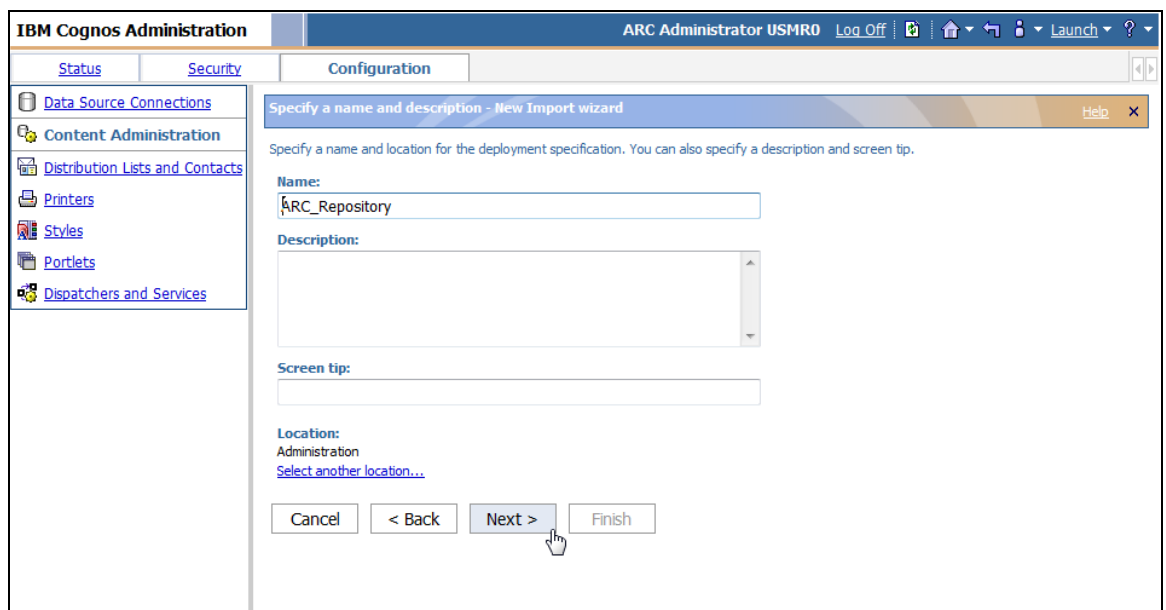 IBM Cognos Administration
ARC Administrator USMR0 Log Off Launch ?
Status Security Configuration
Data Source Connections
Content Administration
Distribution Lists and Contacts
Printers
Styles
Portlets
Dispatchers and Services
Specify a name and description - New Import wizard Help X
Specify a name and location for the deployment specification. You can also specify a description and screen tip.
Name:
ARC_Repository
Description:
Screen tip:
Location:
Administration
Select another location...
Cancel < Back Next > Finish